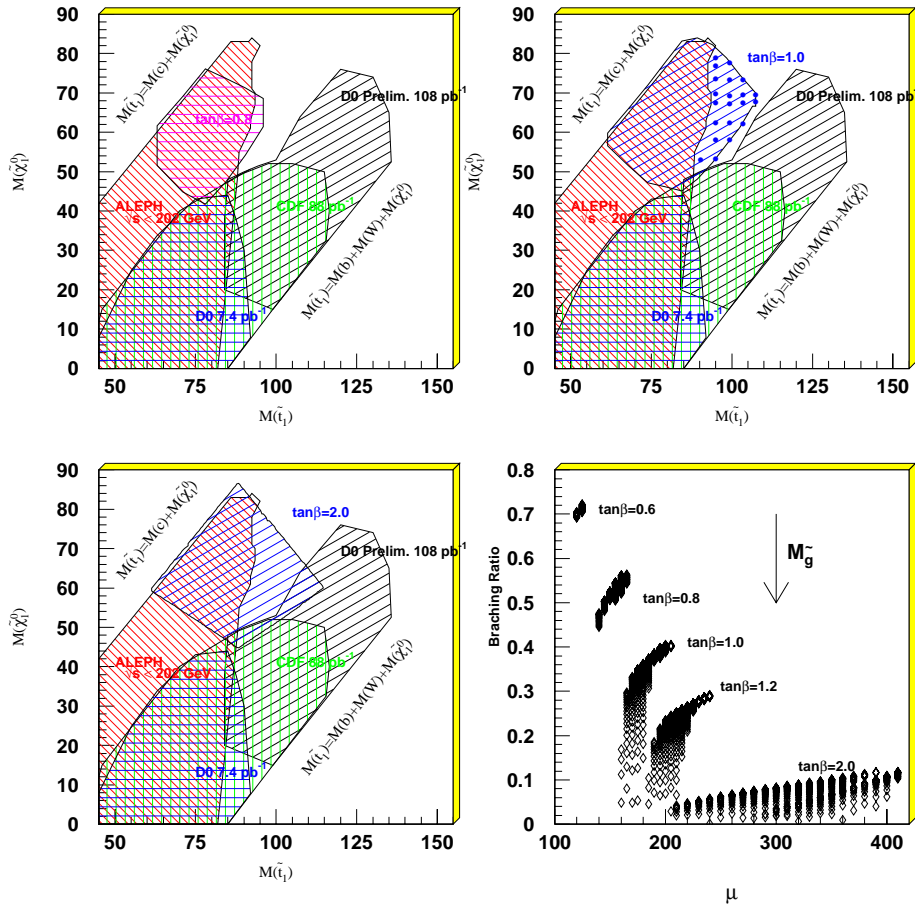 90
80
70
60
50
40
30
20
10
0
50 75 100 125 150
M(t̃₁)
M(χ̃₁⁰)
M(t̃₁)=M(c)+M(χ̃₁⁰)
M(t̃₁)=M(b)+M(W)+M(χ̃₁⁰)
D0 Prelim. 108 pb⁻¹
tanβ=0.8
ALEPH
√s < 202 GeV
CDF 88 pb⁻¹
D0 7.4 pb⁻¹
90
80
70
60
50
40
30
20
10
0
50 75 100 125 150
M(t̃₁)
M(χ̃₁⁰)
M(t̃₁)=M(c)+M(χ̃₁⁰)
M(t̃₁)=M(b)+M(W)+M(χ̃₁⁰)
tanβ=1.0
D0 Prelim. 108 pb⁻¹
ALEPH
√s < 202 GeV
CDF 88 pb⁻¹
D0 7.4 pb⁻¹
90
80
70
60
50
40
30
20
10
0
50 75 100 125 150
M(t̃₁)
M(χ̃₁⁰)
M(t̃₁)=M(c)+M(χ̃₁⁰)
M(t̃₁)=M(b)+M(W)+M(χ̃₁⁰)
tanβ=2.0
D0 Prelim. 108 pb⁻¹
ALEPH
√s < 202 GeV
CDF 88 pb⁻¹
D0 7.4 pb⁻¹
0.8
0.7
0.6
0.5
0.4
0.3
0.2
0.1
0
100 200 300 400
μ
Braching Ratio
tanβ=0.6
M g̃
tanβ=0.8
tanβ=1.0
tanβ=1.2
tanβ=2.0